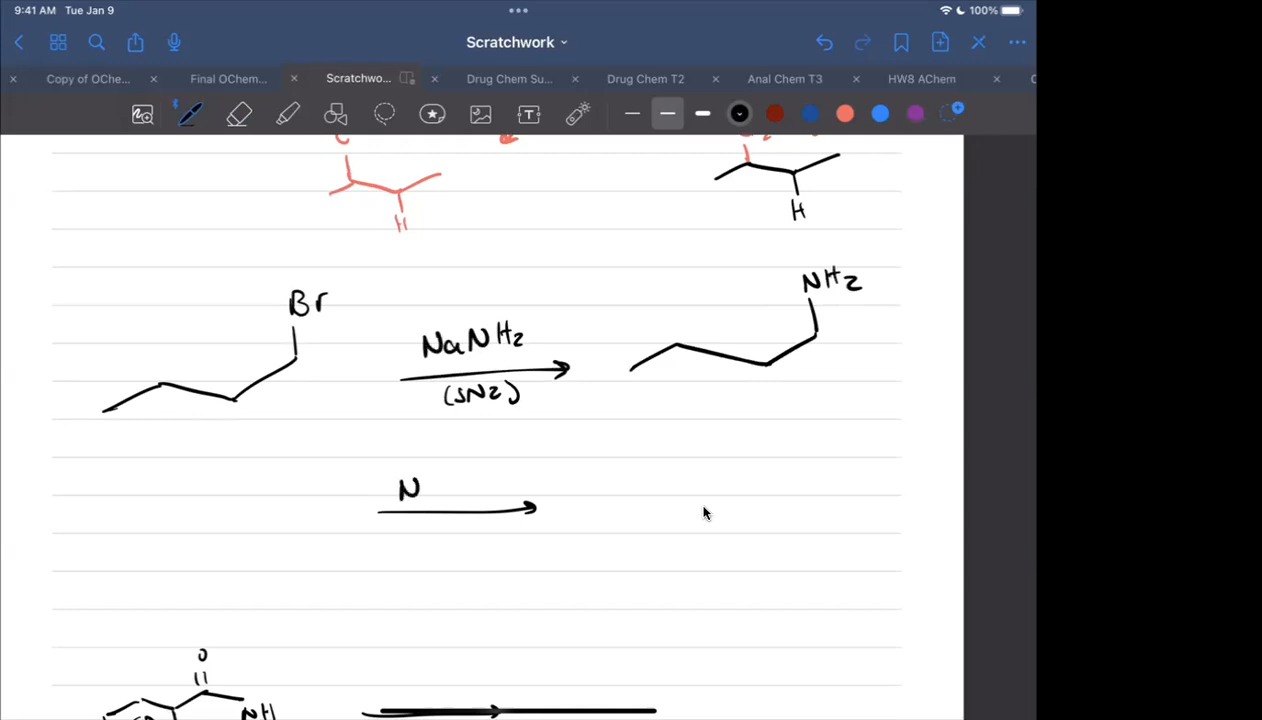 9:41 AM Tue Jan 9
100%
Scratchwork
Copy of OChe...
Final OChem...
Scratchwo...
Drug Chem Su...
Drug Chem T2
Anal Chem T3
HW8 AChem
T
H
H
Br
NaNH2
(SN2)
NH2
N
O
NH